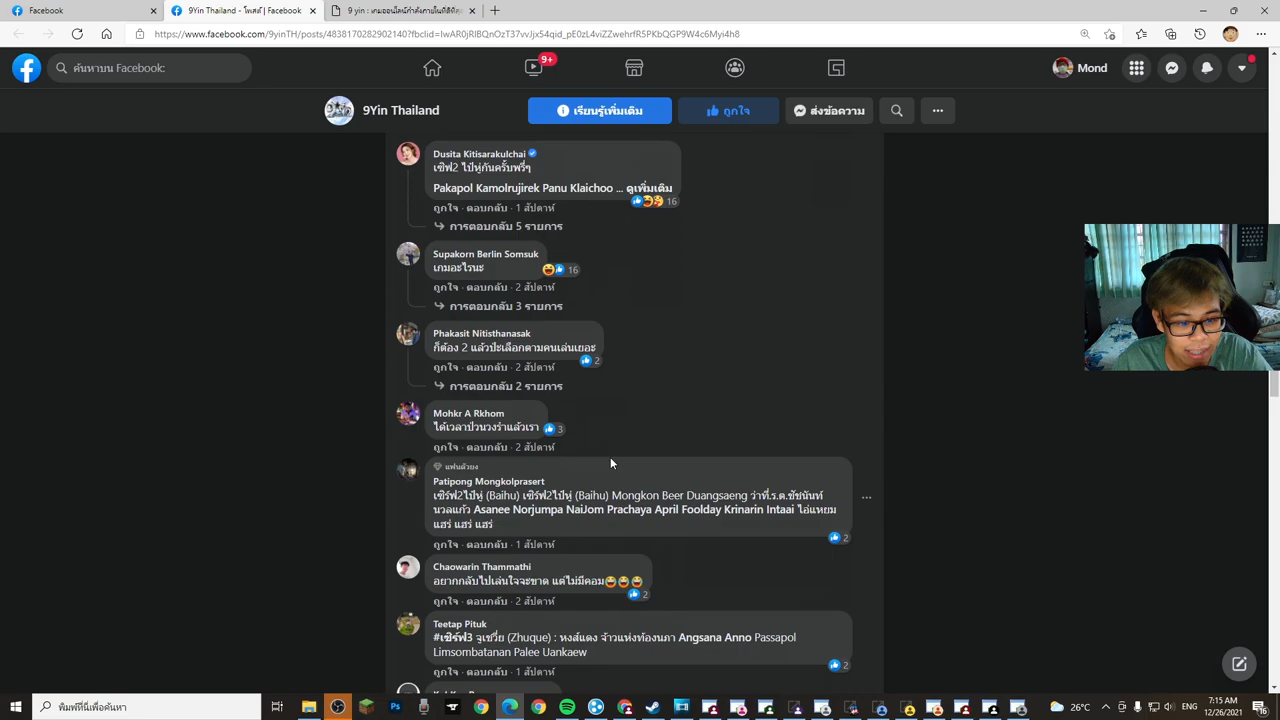 Facebook
9Yin Thailand - โพสต์ | Facebook
9 yin : เกมออนไลน์กำลังภายในที่ดีที่สุด
https://www.facebook.com/9yinTH/posts/4838170282902140?fbclid=IwAR0jRlBQnOzT37vvJjx54qid_pE0zL4viZZwehrfR5PKbQGP9W4c6Myi4h8
ค้นหาบน Facebook:
9+
Mond
9Yin Thailand
เรียนรู้เพิ่มเติม
ถูกใจ
ส่งข้อความ
Dusita Kitisarakulchai
เซิฟ2 ไป๋หู่กันครั้บพรี่ๆ
Pakapol Kamolrujirek Panu Klaichoo ... ดูเพิ่มเติม
16
ถูกใจ · ตอบกลับ · 1 สัปดาห์
การตอบกลับ 5 รายการ
Supakorn Berlin Somsuk
เกมอะไรนะ
16
ถูกใจ · ตอบกลับ · 2 สัปดาห์
การตอบกลับ 3 รายการ
Phakasit Nitisthanasak
ก็ต้อง 2 แล้วป่ะเลือกตามคนเล่นเยอะ
2
ถูกใจ · ตอบกลับ · 2 สัปดาห์
การตอบกลับ 2 รายการ
Mohkr A Rkhom
ได้เวลาป่วนวงร่ำแล้วเรา
3
ถูกใจ · ตอบกลับ · 2 สัปดาห์
แฟนตัวยง
Patipong Mongkolprasert
เซิร์ฟ2ไป๋หู่ (Baihu) เซิร์ฟ2ไป๋หู่ (Baihu) Mongkon Beer Duangsaeng ว่าที่.ร.ต.ชัชนันท์
นวลแก้ว Asanee Norjumpa NaiJom Prachaya April Foolday Krinarin Intaai ไอ่แหยม
แฮร่ แฮร่ แฮร่
2
ถูกใจ · ตอบกลับ · 1 สัปดาห์
Chaowarin Thammathi
อยากกลับไปเล่นใจจะขาด แต่ไม่มีคอม😂😂😂
2
ถูกใจ · ตอบกลับ · 2 สัปดาห์
Teetap Pituk
#เซิร์ฟ3 จูเชวี่ย (Zhuque) : หงส์แดง จ้าวแห่งท้องนภา Angsana Anno Passapol
Limsombatanan Palee Uankaew
2
ถูกใจ · ตอบกลับ · 1 สัปดาห์
พิมพ์ที่นี่เพื่อค้นหา
26°C
7:15 AM
12/26/2021